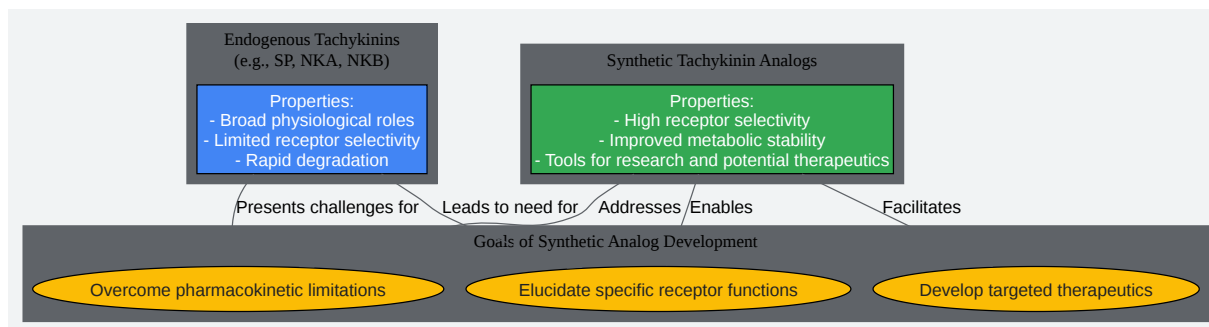 Endogenous Tachykinins
(e.g., SP, NKA, NKB)
Properties:
- Broad physiological roles
- Limited receptor selectivity
- Rapid degradation
Synthetic Tachykinin Analogs
Properties:
- High receptor selectivity
- Improved metabolic stability
- Tools for research and potential therapeutics
Presents challenges for
Leads to need for
Addresses
Enables
Facilitates
Goals of Synthetic Analog Development
Overcome pharmacokinetic limitations
Elucidate specific receptor functions
Develop targeted therapeutics